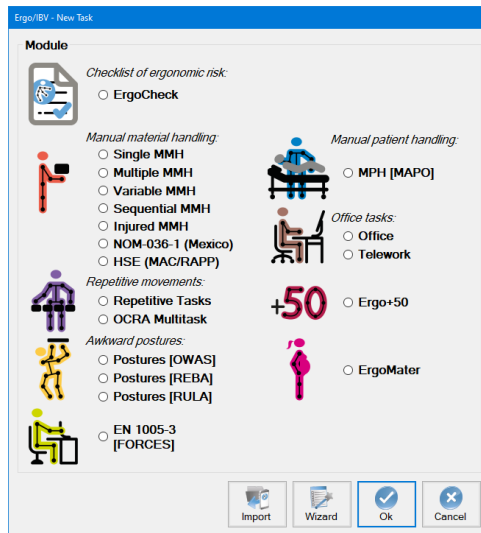 Ergo/IBV - New Task
Module
Checklist of ergonomic risk:
ErgoCheck
Manual material handling:
Single MMH
Multiple MMH
Variable MMH
Sequential MMH
Injured MMH
NOM-036-1 (Mexico)
HSE (MAC/RAPP)
Repetitive movements:
Repetitive Tasks
OCRA Multitask
Awkward postures:
Postures [OWAS]
Postures [REBA]
Postures [RULA]
EN 1005-3
[FORCES]
Manual patient handling:
MPH [MAPO]
Office tasks:
Office
Telework
+50
Ergo+50
ErgoMater
Import
Wizard
Ok
Cancel